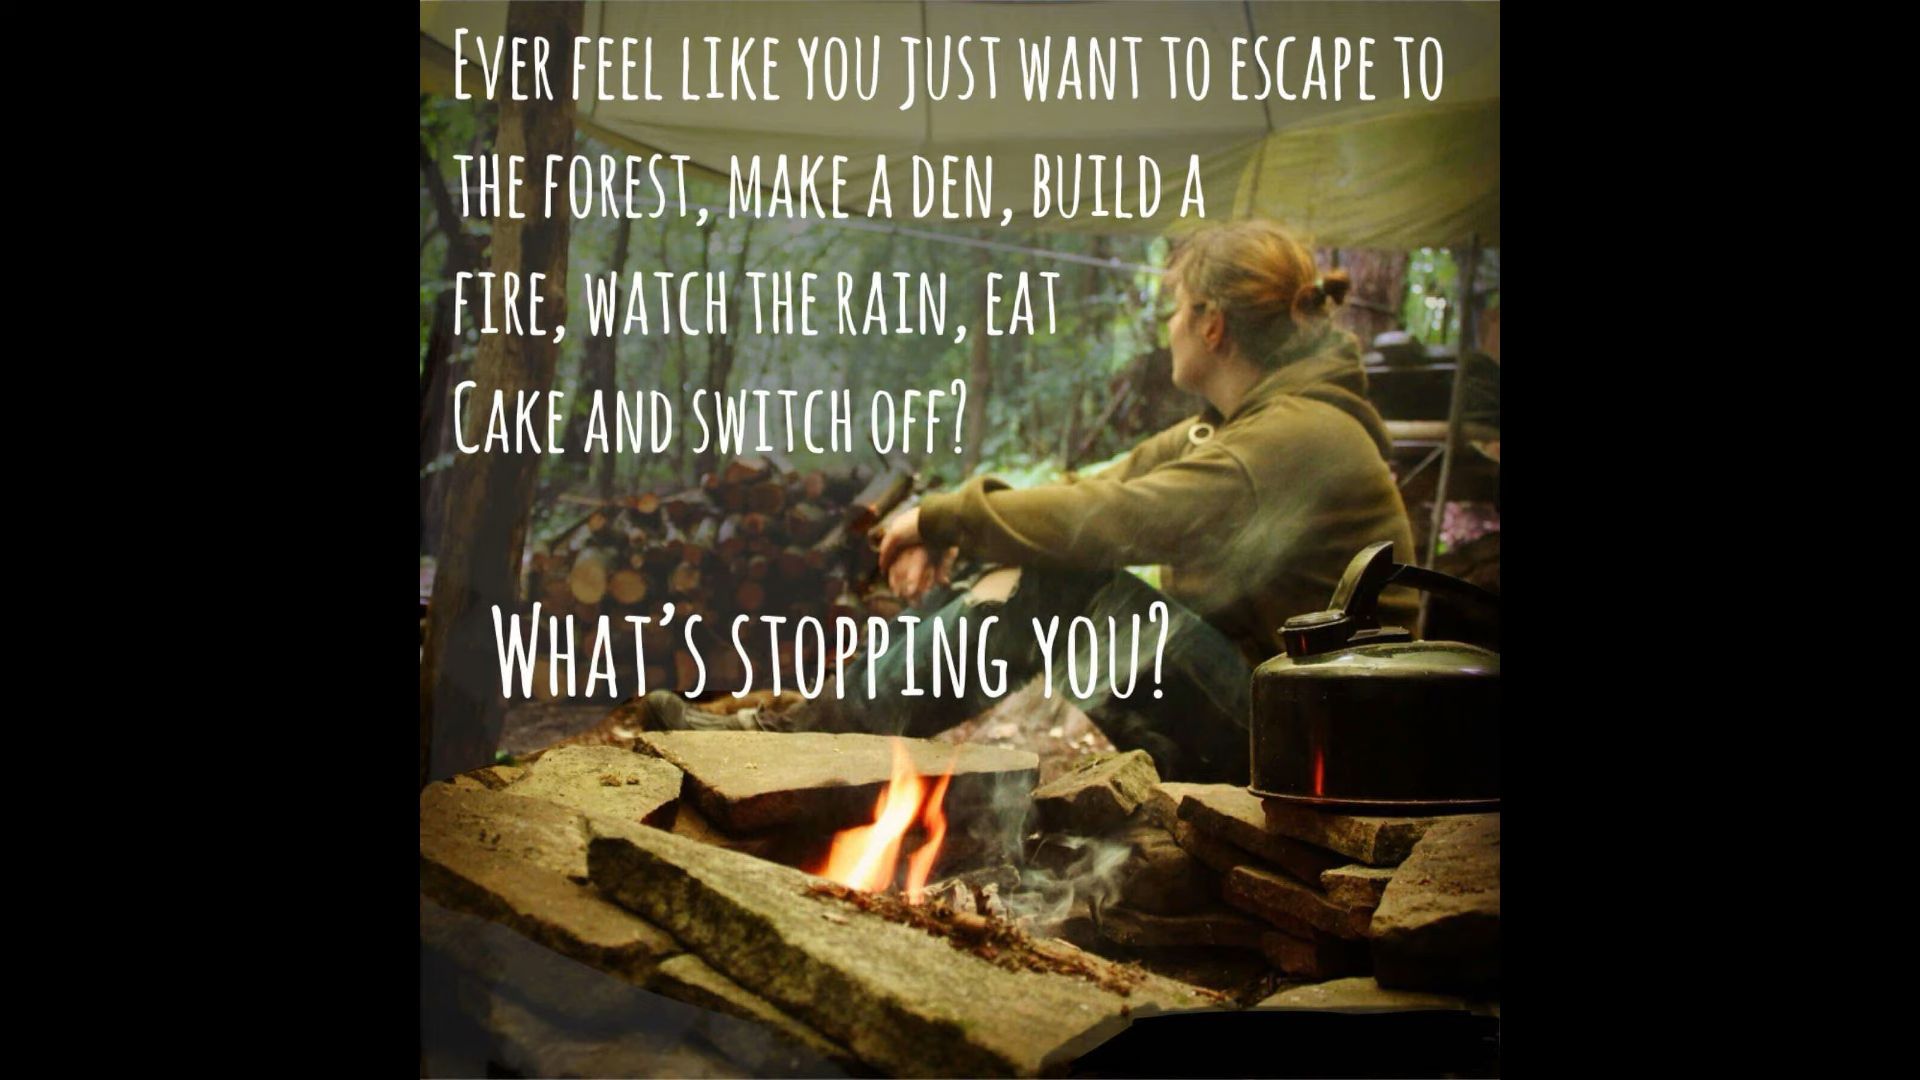 Ever feel like you just want to escape to
the forest, make a den, build a
fire, watch the rain, eat
Cake and switch off?
What's stopping you?